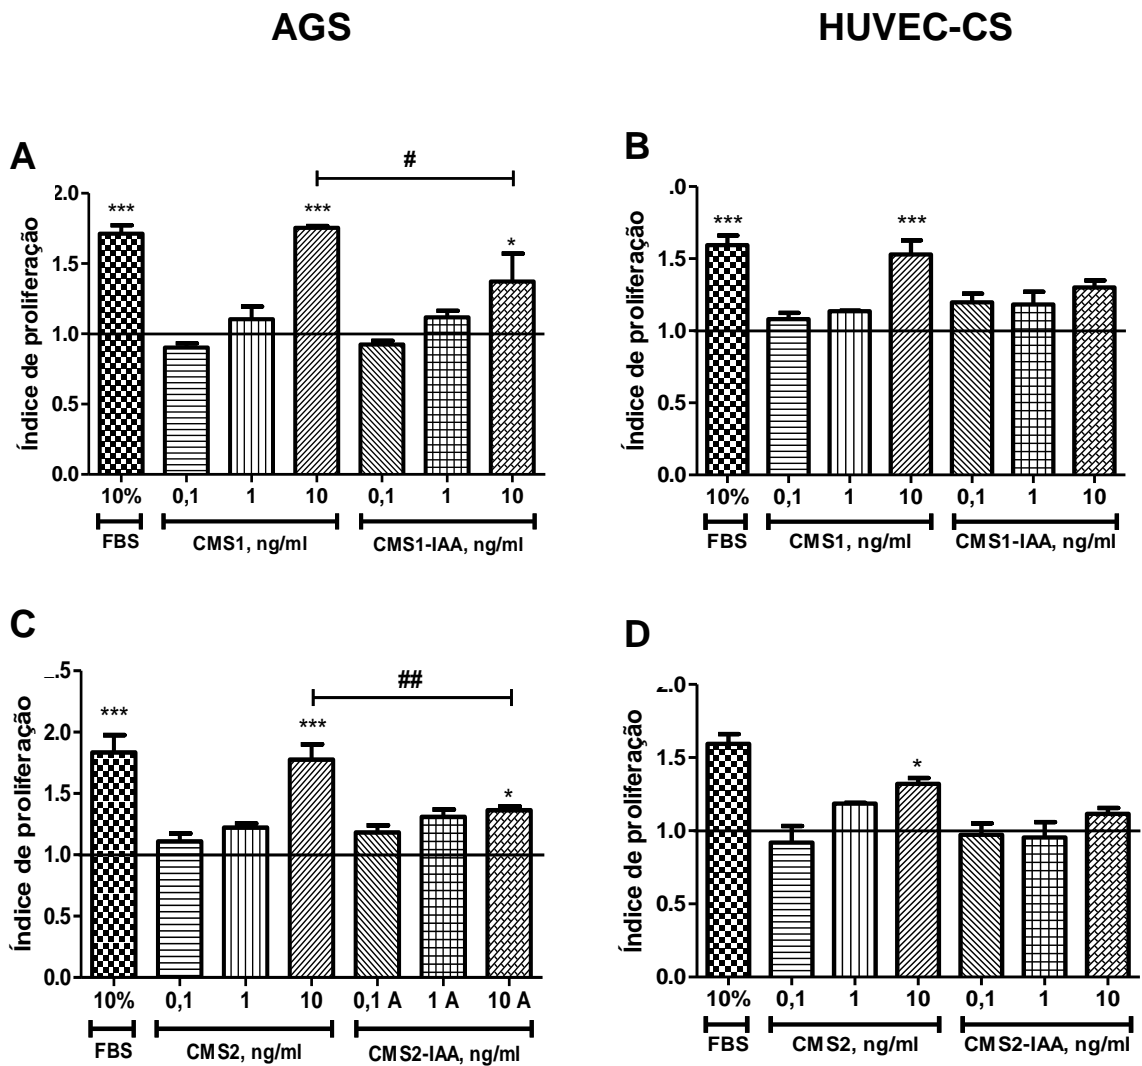 AGS
HUVEC-CS
A
#
2.0
***
***
*
1.5
1.0
0.5
0.0
Índice de proliferação
10%
0,1
1
10
0,1
1
10
FBS
CMS1, ng/ml
CMS1-IAA, ng/ml
B
.0
***
***
1.5
1.0
0.5
0.0
Índice de proliferação
10%
0,1
1
10
0,1
1
10
FBS
CMS1, ng/ml
CMS1-IAA, ng/ml
C
##
.5
***
***
*
2.0
1.5
1.0
0.5
0.0
Índice de proliferação
10%
0,1
1
10
0,1 A
1 A
10 A
FBS
CMS2, ng/ml
CMS2-IAA, ng/ml
D
2.0
*
1.5
1.0
0.5
0.0
Índice de proliferação
10%
0,1
1
10
0,1
1
10
FBS
CMS2, ng/ml
CMS2-IAA, ng/ml